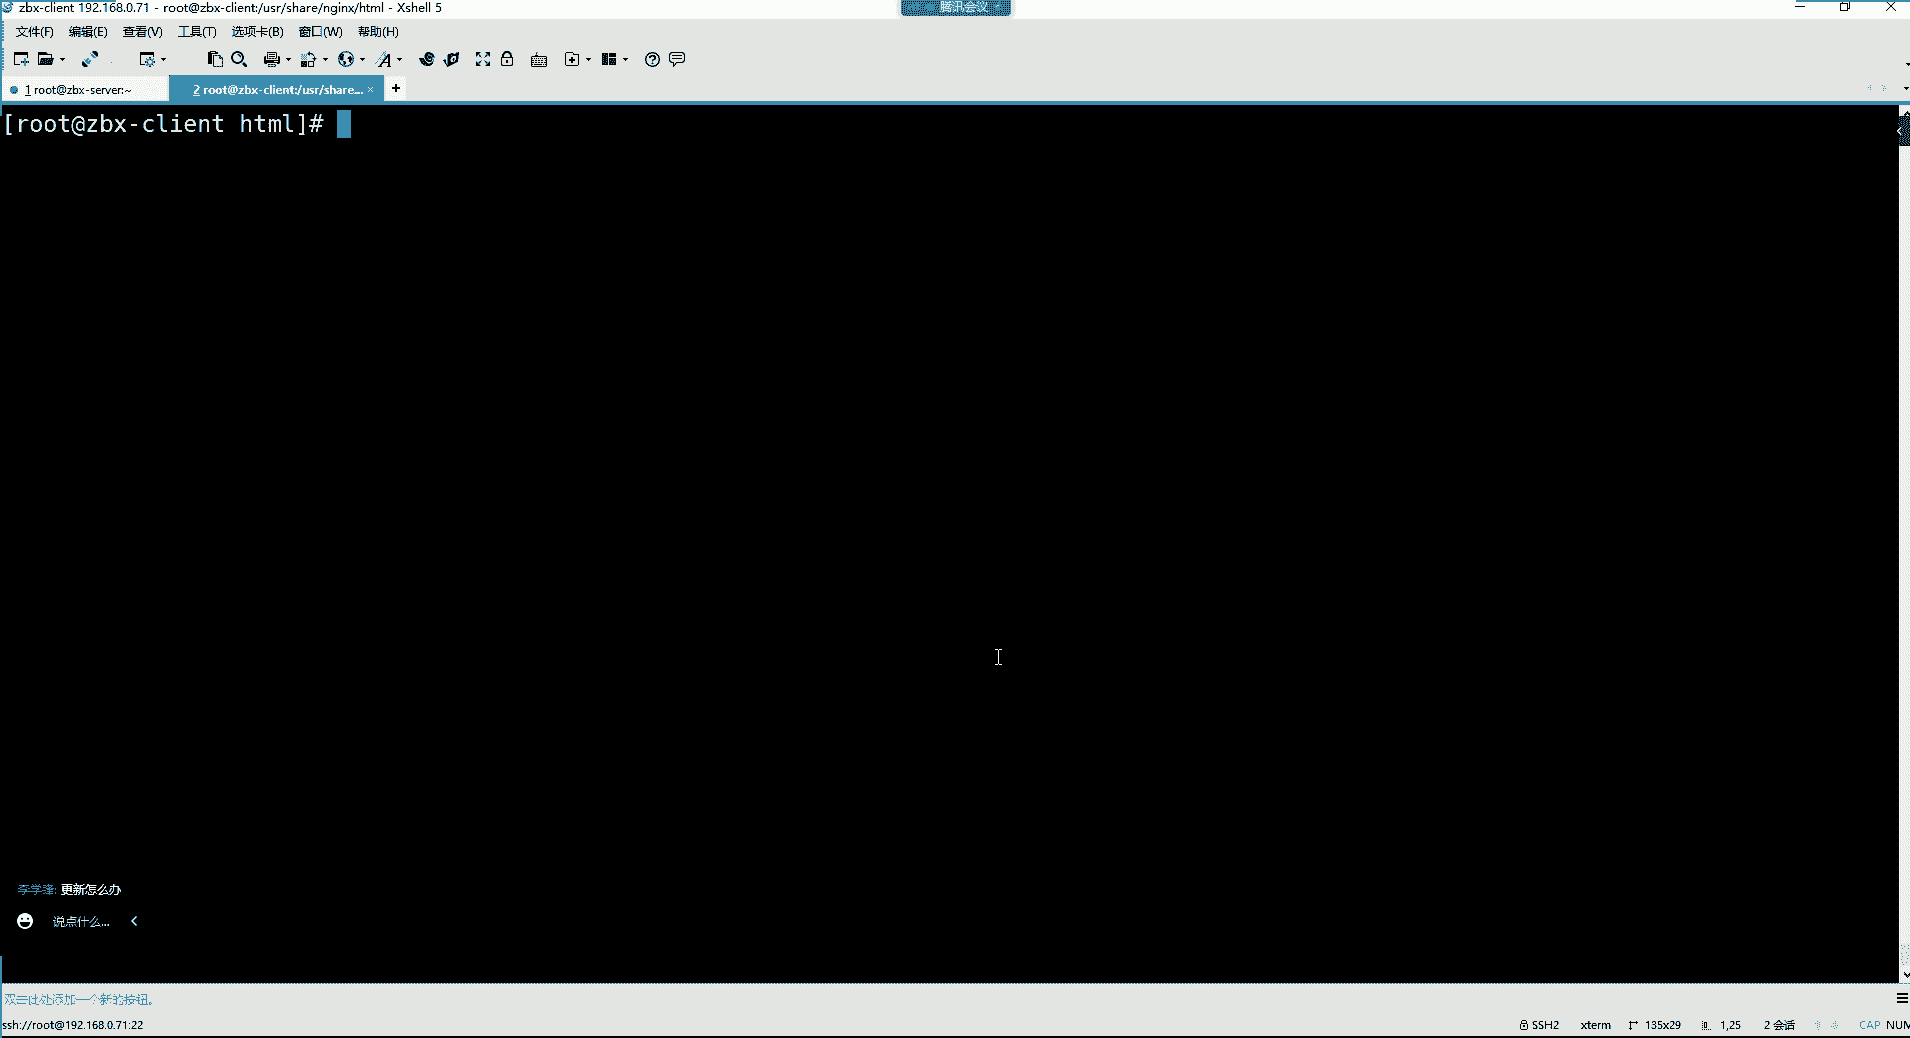 zbx-client 192.168.0.71 - root@zbx-client:/usr/share/nginx/html - Xshell 5
腾讯会议
文件(F) 编辑(E) 查看(V) 工具(T) 选项卡(B) 窗口(W) 帮助(H)
1 root@zbx-server:~ 2 root@zbx-client:/usr/share... × +
[root@zbx-client html]#
李学锋: 更新怎么办
说点什么...
双击此处添加一个新的按钮。
ssh://root@192.168.0.71:22 SSH2 xterm 135x29 1,25 2 会话 CAP NUM